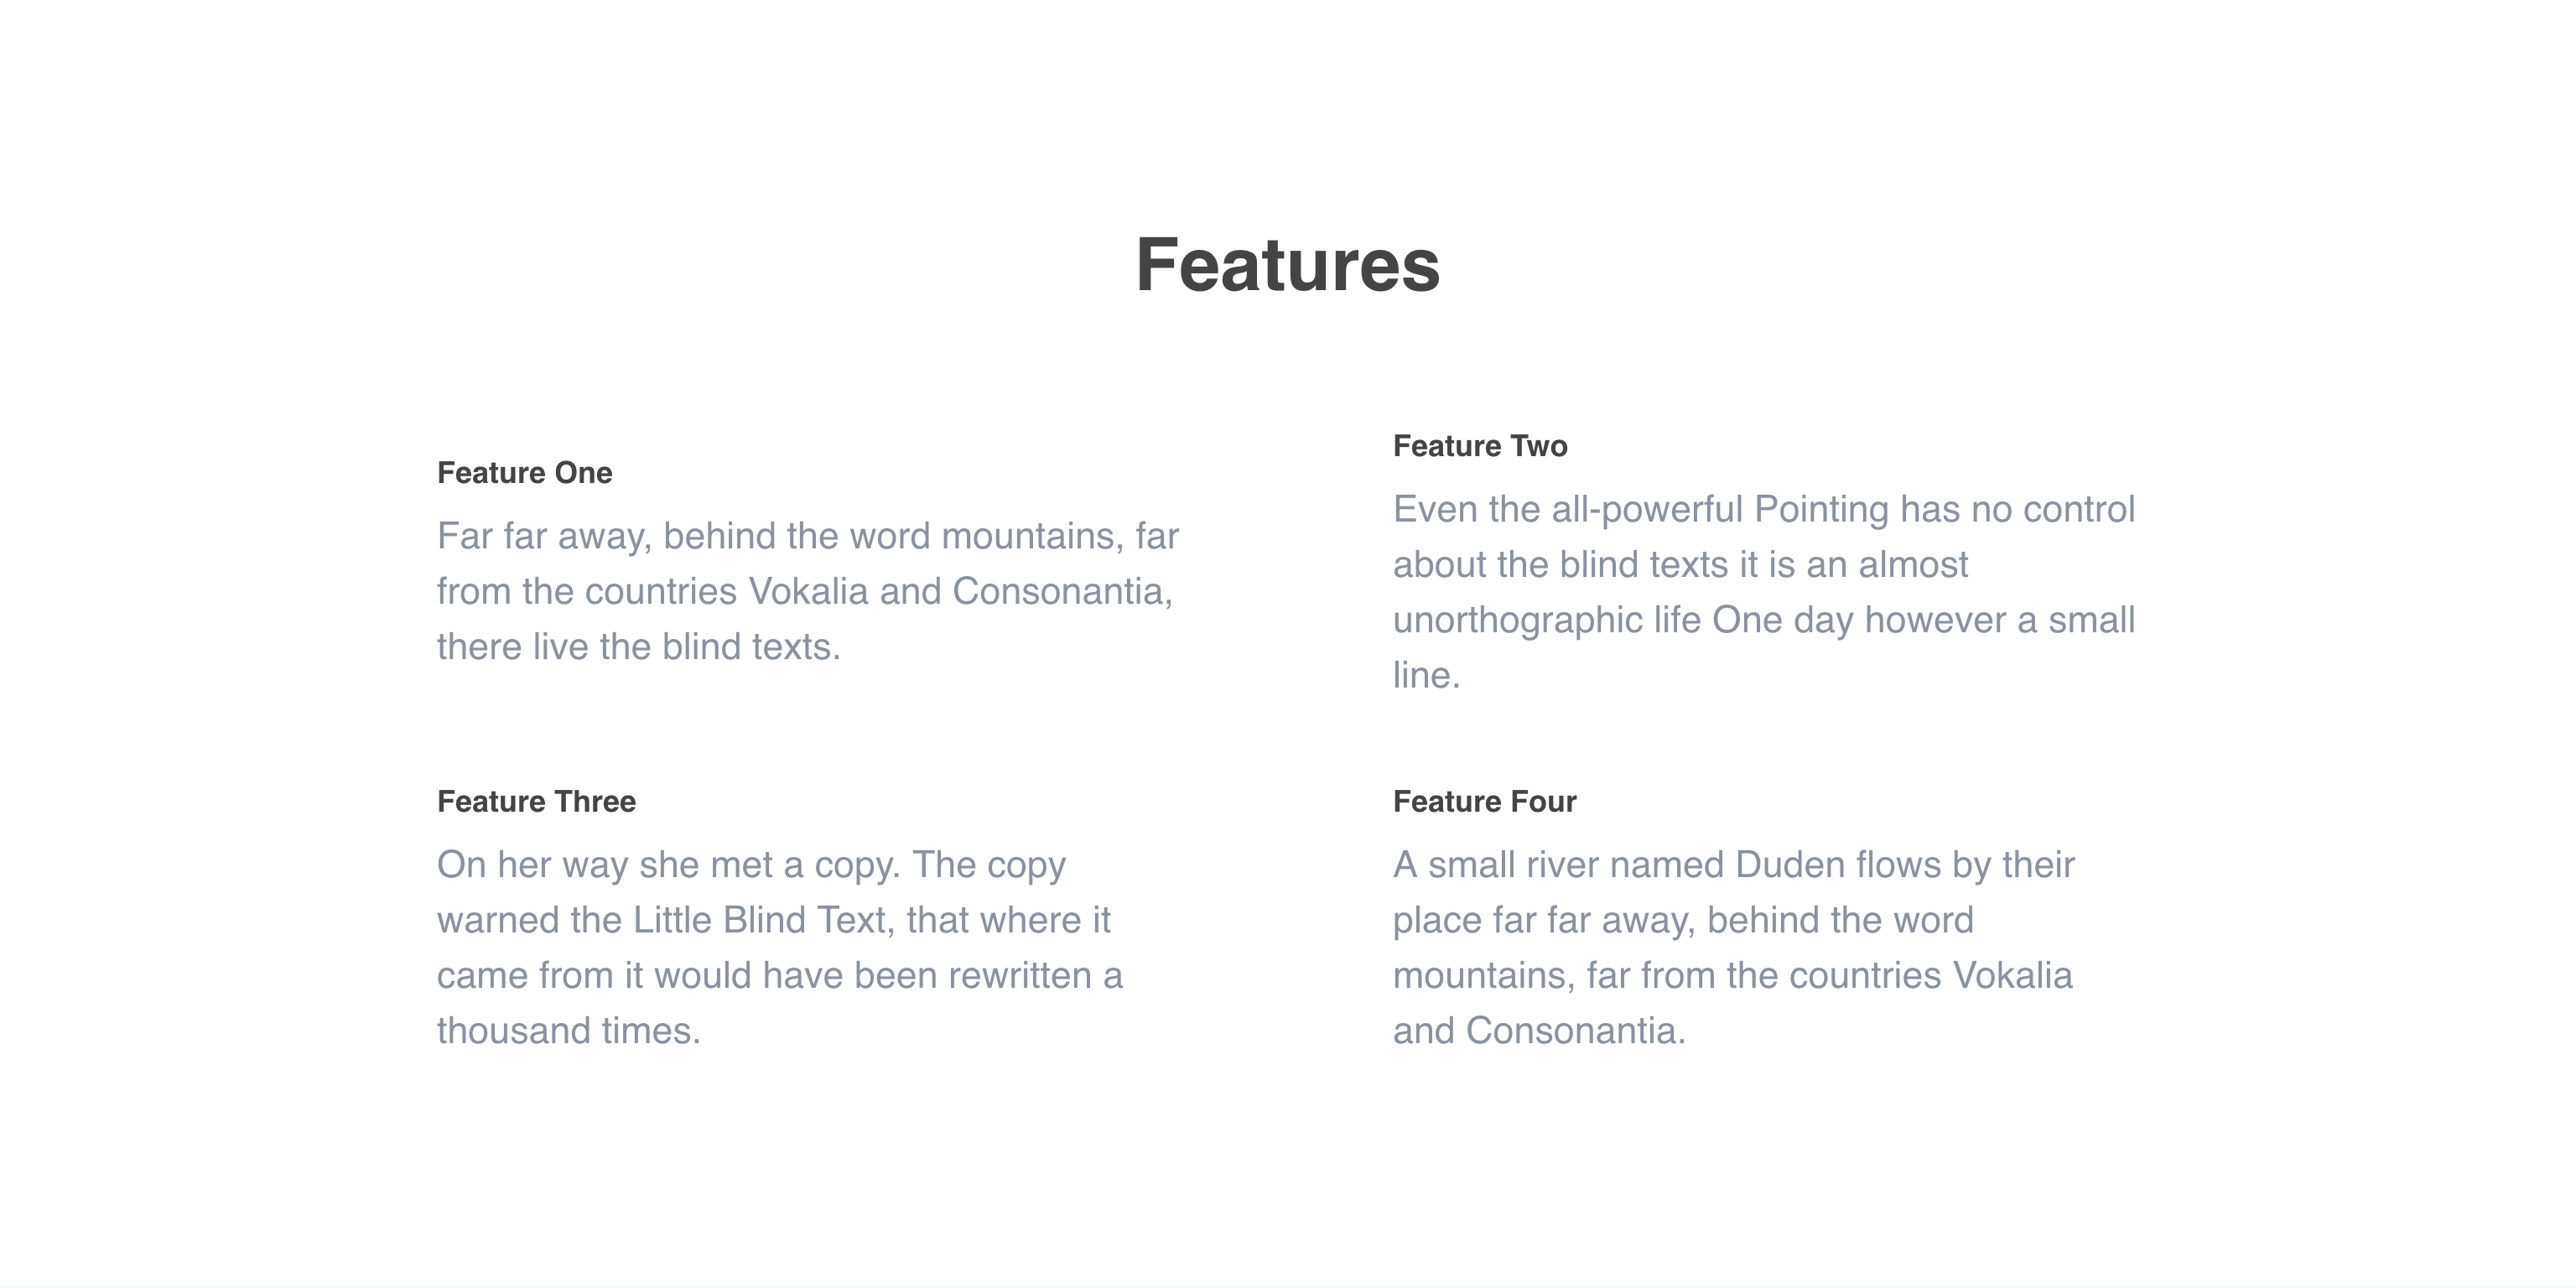 Features
Feature One
Far far away, behind the word mountains, far
from the countries Vokalia and Consonantia,
there live the blind texts.
Feature Two
Even the all-powerful Pointing has no control
about the blind texts it is an almost
unorthographic life One day however a small
line.
Feature Three
On her way she met a copy. The copy
warned the Little Blind Text, that where it
came from it would have been rewritten a
thousand times.
Feature Four
A small river named Duden flows by their
place far far away, behind the word
mountains, far from the countries Vokalia
and Consonantia.